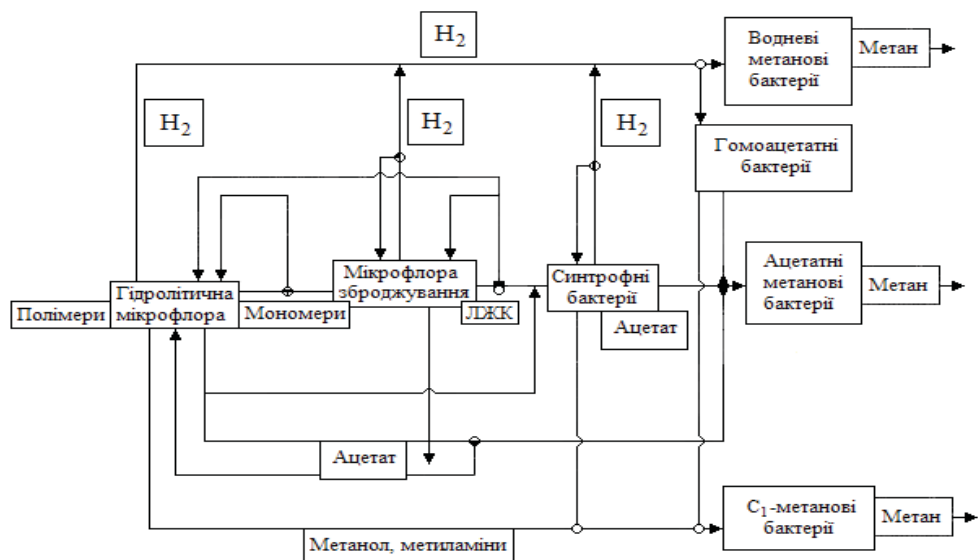 H2
Водневі
метанові
бактерії
Метан
H2
H2
H2
Гомоацетатні
бактерії
Мікрофлора
зброджування
Синтрофні
бактерії
Ацетатні
метанові
бактерії
Метан
Полімери
Гідролітична
мікрофлора
Мономери
ЛЖК
Ацетат
Ацетат
C1-метанові
бактерії
Метан
Метанол, метиламіни